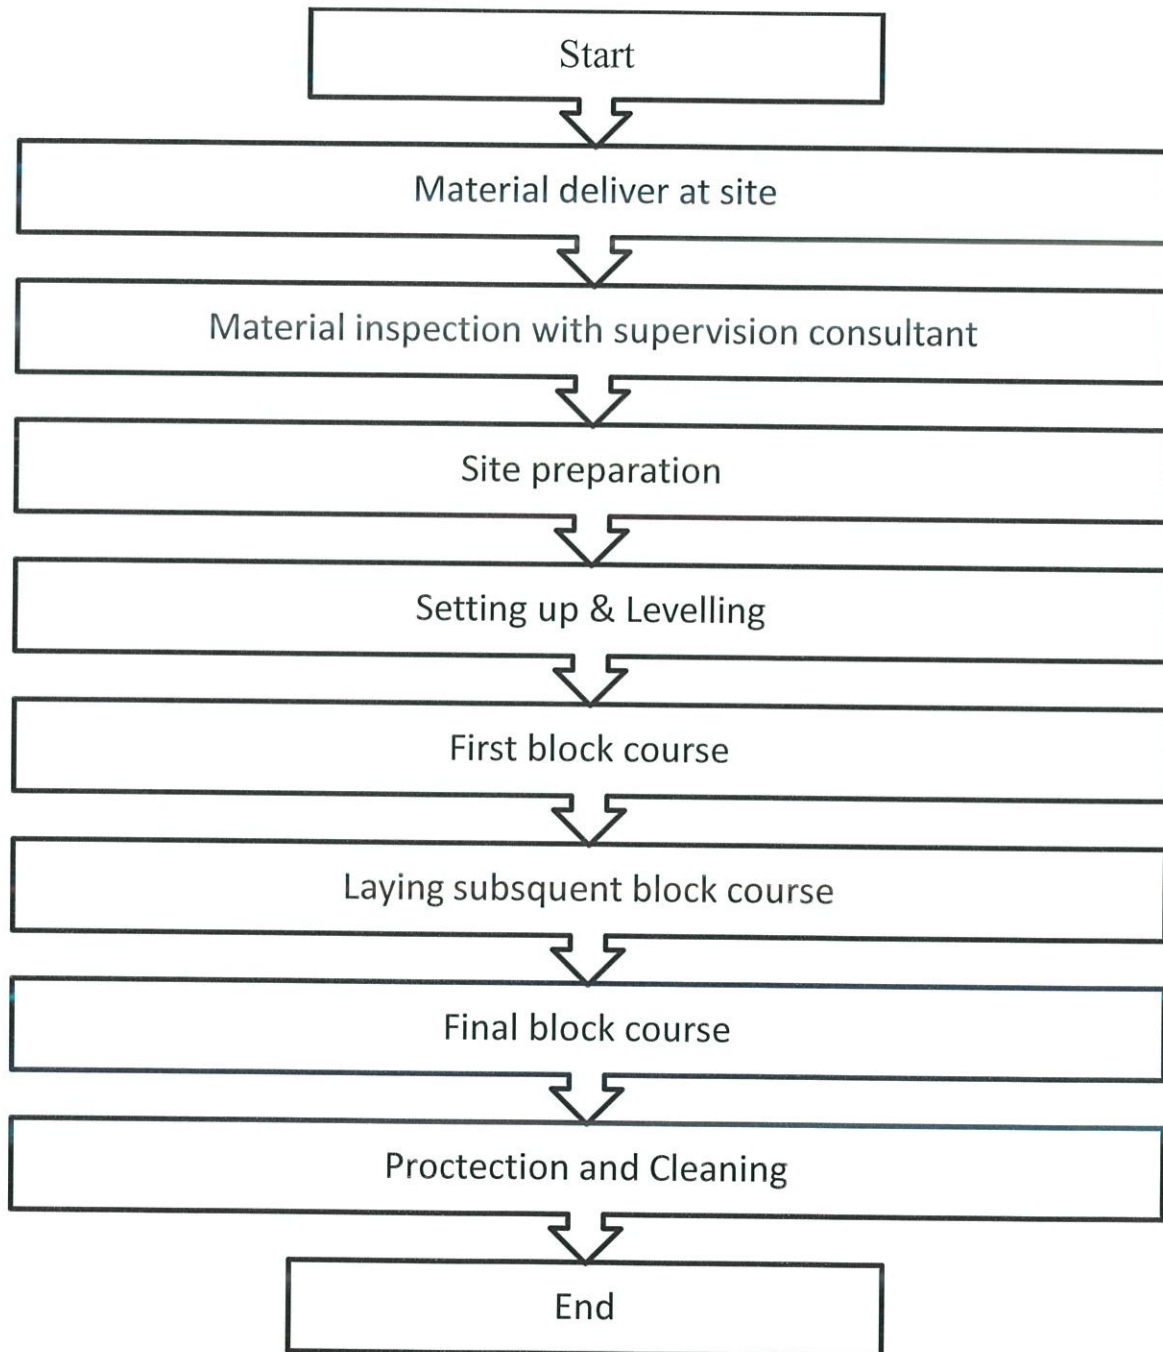 Start
Material deliver at site
Material inspection with supervision consultant
Site preparation
Setting up & Levelling
First block course
Laying subsquent block course
Final block course
Proctection and Cleaning
End